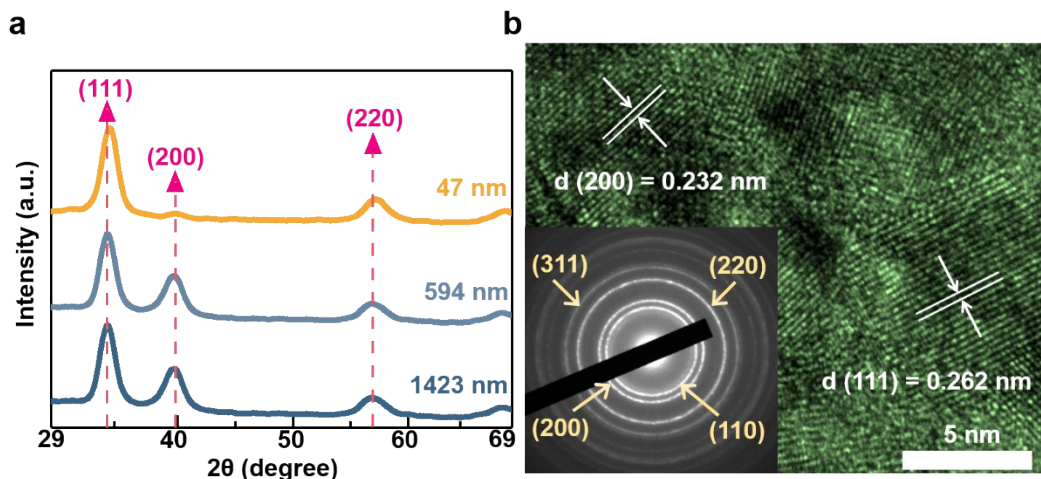 a
(111)
(200)
(220)
47 nm
594 nm
1423 nm
Intensity (a.u.)
29 40 50 60 69
2θ (degree)
b
d (200) = 0.232 nm
(311)
(220)
(200)
(110)
d (111) = 0.262 nm
5 nm